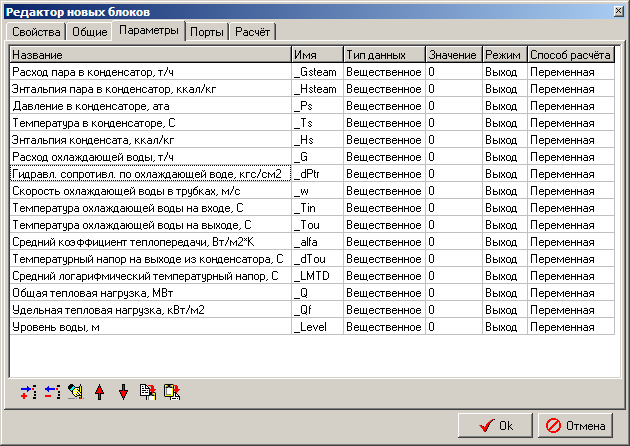 Редактор новых блоков
Свойства Общие Параметры Порты Расчёт
Название Имя Тип данных Значение Режим Способ расчёта
Расход пара в конденсатор, т/ч _Gsteam Вещественное 0 Выход Переменная
Энтальпия пара в конденсатор, ккал/кг _Hsteam Вещественное 0 Выход Переменная
Давление в конденсаторе, ата _Ps Вещественное 0 Выход Переменная
Температура в конденсаторе, С _Ts Вещественное 0 Выход Переменная
Энтальпия конденсата, ккал/кг _Hs Вещественное 0 Выход Переменная
Расход охлаждающей воды, т/ч _G Вещественное 0 Выход Переменная
Гидравл. сопротивл. по охлаждающей воде, кгс/см2 _dPtr Вещественное 0 Выход Переменная
Скорость охлаждающей воды в трубках, м/с _w Вещественное 0 Выход Переменная
Температура охлаждающей воды на входе, С _Tin Вещественное 0 Выход Переменная
Температура охлаждающей воды на выходе, С _Tou Вещественное 0 Выход Переменная
Средний коэффициент теплопередачи, Вт/м2*К _alfa Вещественное 0 Выход Переменная
Температурный напор на выходе из конденсатора, С _dTou Вещественное 0 Выход Переменная
Средний логарифмический температурный напор, С _LMTD Вещественное 0 Выход Переменная
Общая тепловая нагрузка, МВт _Q Вещественное 0 Выход Переменная
Удельная тепловая нагрузка, кВт/м2 _Qf Вещественное 0 Выход Переменная
Уровень воды, м _Level Вещественное 0 Выход Переменная
Ok Отмена